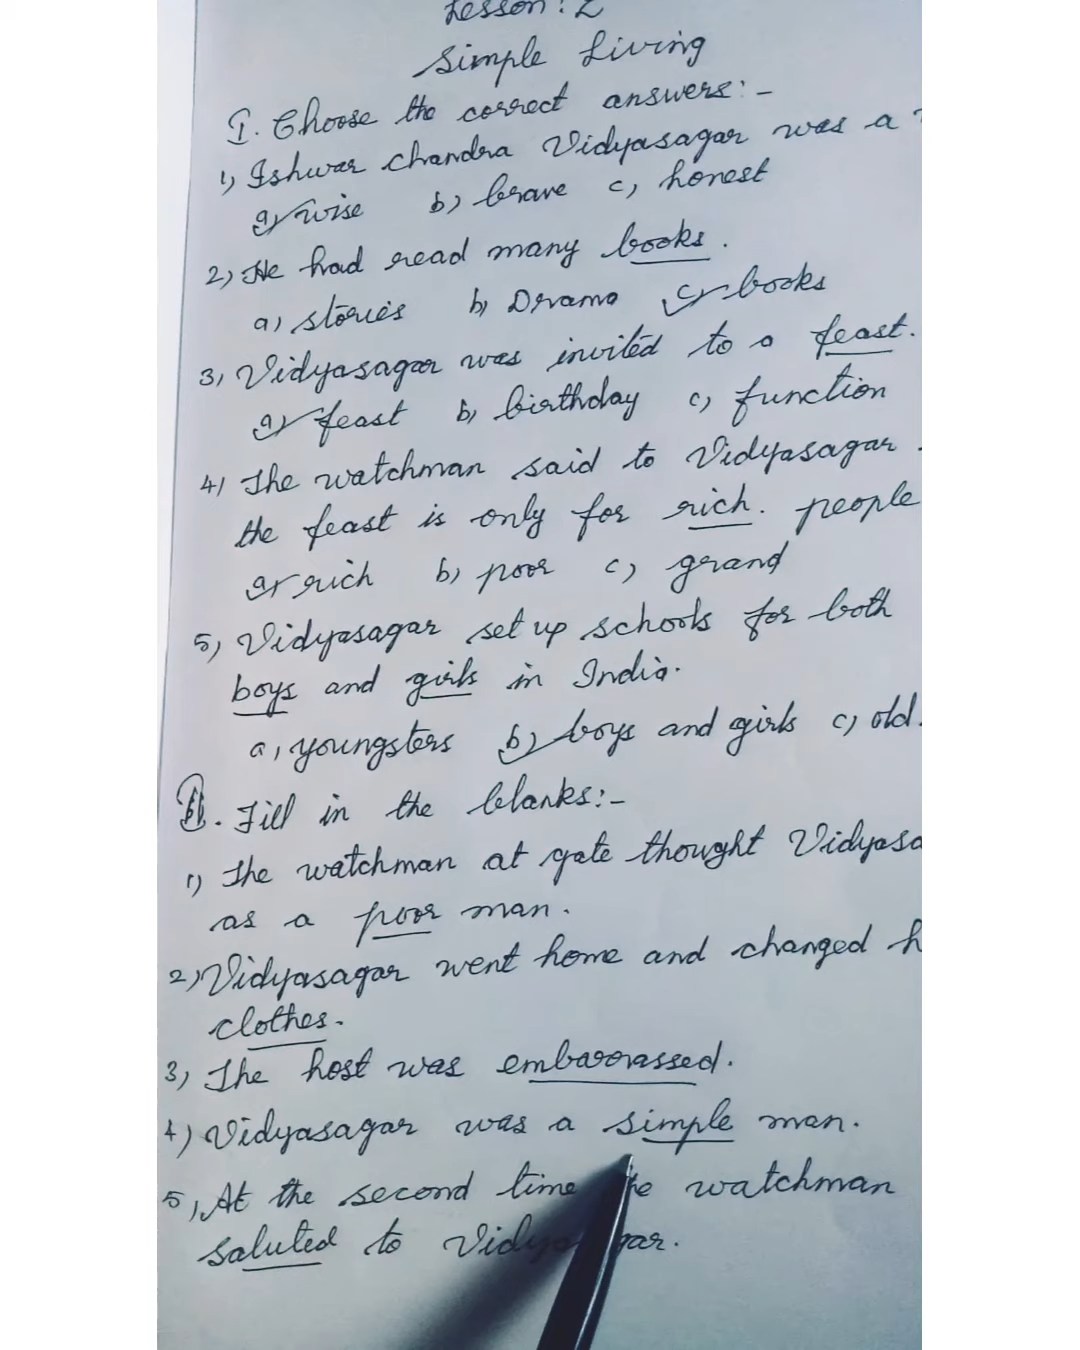 Lesson: 2
Simple Living
I. Choose the correct answers:-
1) Ishwar chandra Vidyasagar was a
a) wise b) brave c) honest
2) He had read many books.
a) stories b) Drama c) books
3) Vidyasagar was invited to a feast.
a) feast b) birthday c) function
4) The watchman said to Vidyasagar.
the feast is only for rich. people
a) rich b) poor c) grand
5) Vidyasagar set up schools for both
boys and girls in India.
a, youngsters b) boys and girls c) old.
II. Fill in the blanks:-
1) The watchman at gate thought Vidyasa
as a poor man.
2) Vidyasagar went home and changed h
clothes.
3) The host was embarrassed.
4) Vidyasagar was a simple man.
5, At the second time the watchman
saluted to Vidyasagar.